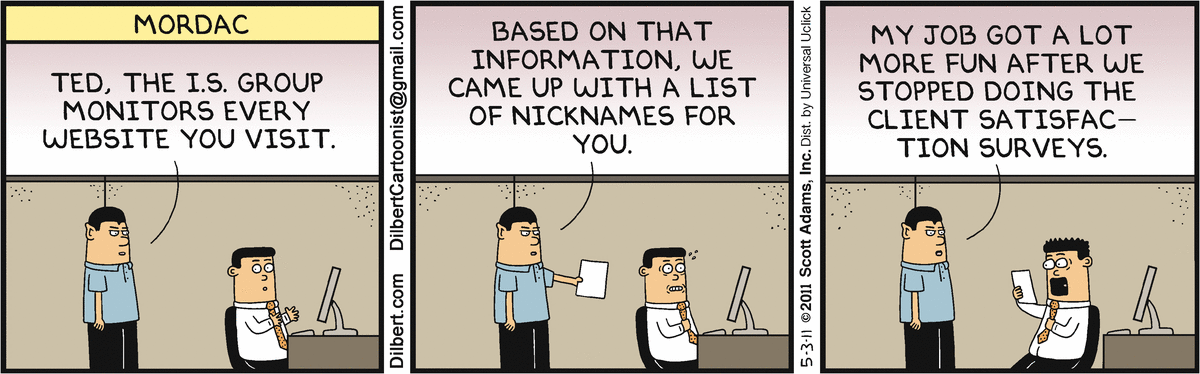 MORDAC
TED, THE I.S. GROUP
MONITORS EVERY
WEBSITE YOU VISIT.
Dilbert.com DilbertCartoonist@gmail.com
BASED ON THAT
INFORMATION, WE
CAME UP WITH A LIST
OF NICKNAMES FOR
YOU.
5-3-11 ©2011 Scott Adams, Inc. Dist. by Universal Uclick
MY JOB GOT A LOT
MORE FUN AFTER WE
STOPPED DOING THE
CLIENT SATISFAC—
TION SURVEYS.